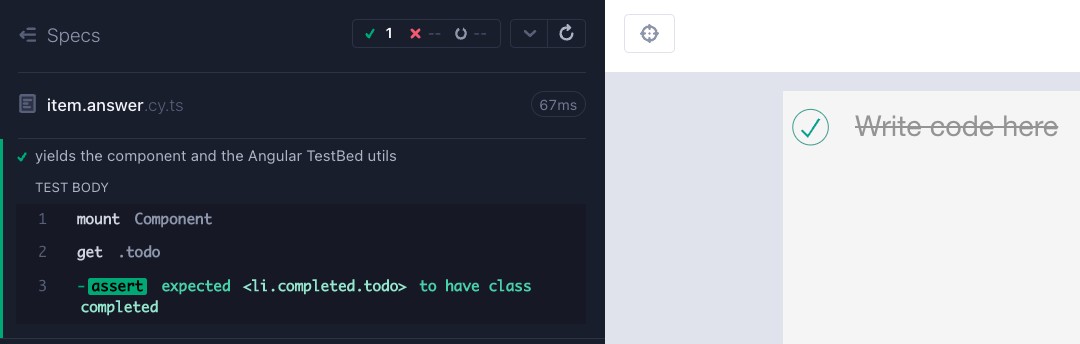 Specs
1 -- --
item.answer.cy.ts
67ms
yields the component and the Angular TestBed utils
TEST BODY
1 mount Component
2 get .todo
3 -assert expected <li.completed.todo> to have class
completed
Write code here